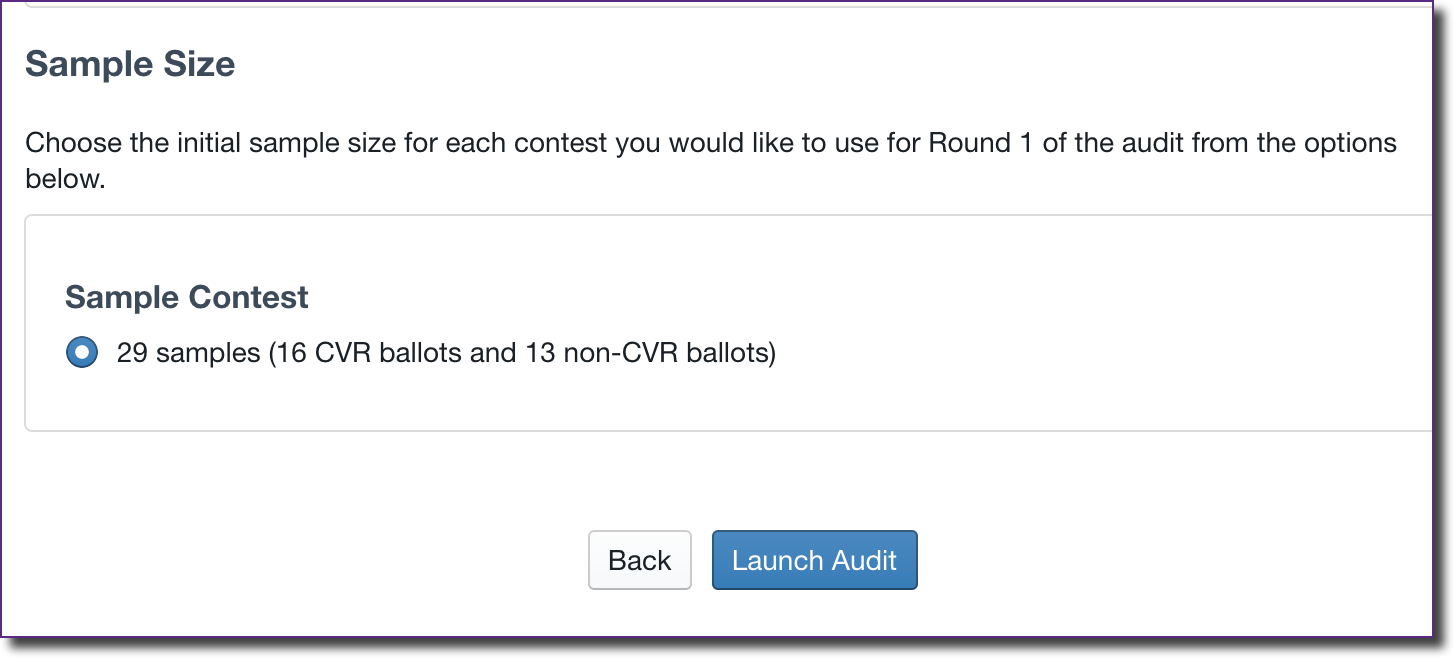 Sample Size
Choose the initial sample size for each contest you would like to use for Round 1 of the audit from the options
below.
Sample Contest
29 samples (16 CVR ballots and 13 non-CVR ballots)
Back
Launch Audit